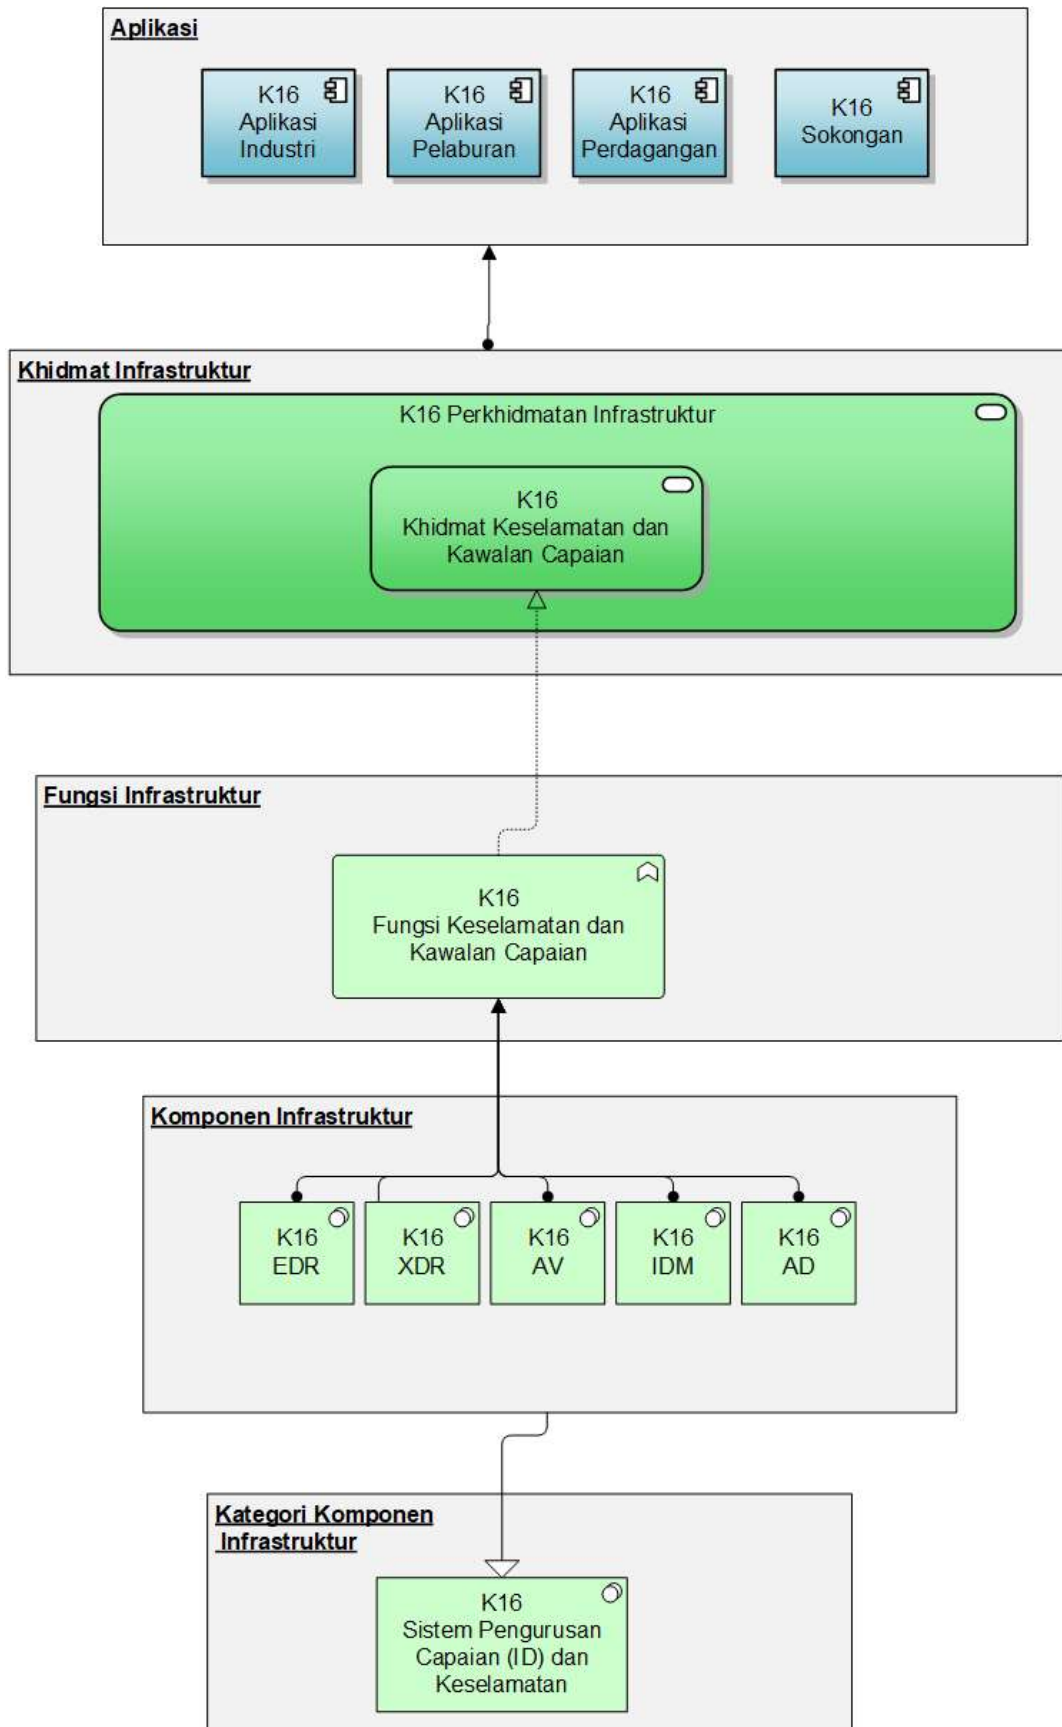 Aplikasi
K16
Aplikasi
Industri
K16
Aplikasi
Pelaburan
K16
Aplikasi
Perdagangan
K16
Sokongan
Khidmat Infrastruktur
K16 Perkhidmatan Infrastruktur
K16
Khidmat Keselamatan dan
Kawalan Capaian
Fungsi Infrastruktur
K16
Fungsi Keselamatan dan
Kawalan Capaian
Komponen Infrastruktur
K16
EDR
K16
XDR
K16
AV
K16
IDM
K16
AD
Kategori Komponen
Infrastruktur
K16
Sistem Pengurusan
Capaian (ID) dan
Keselamatan